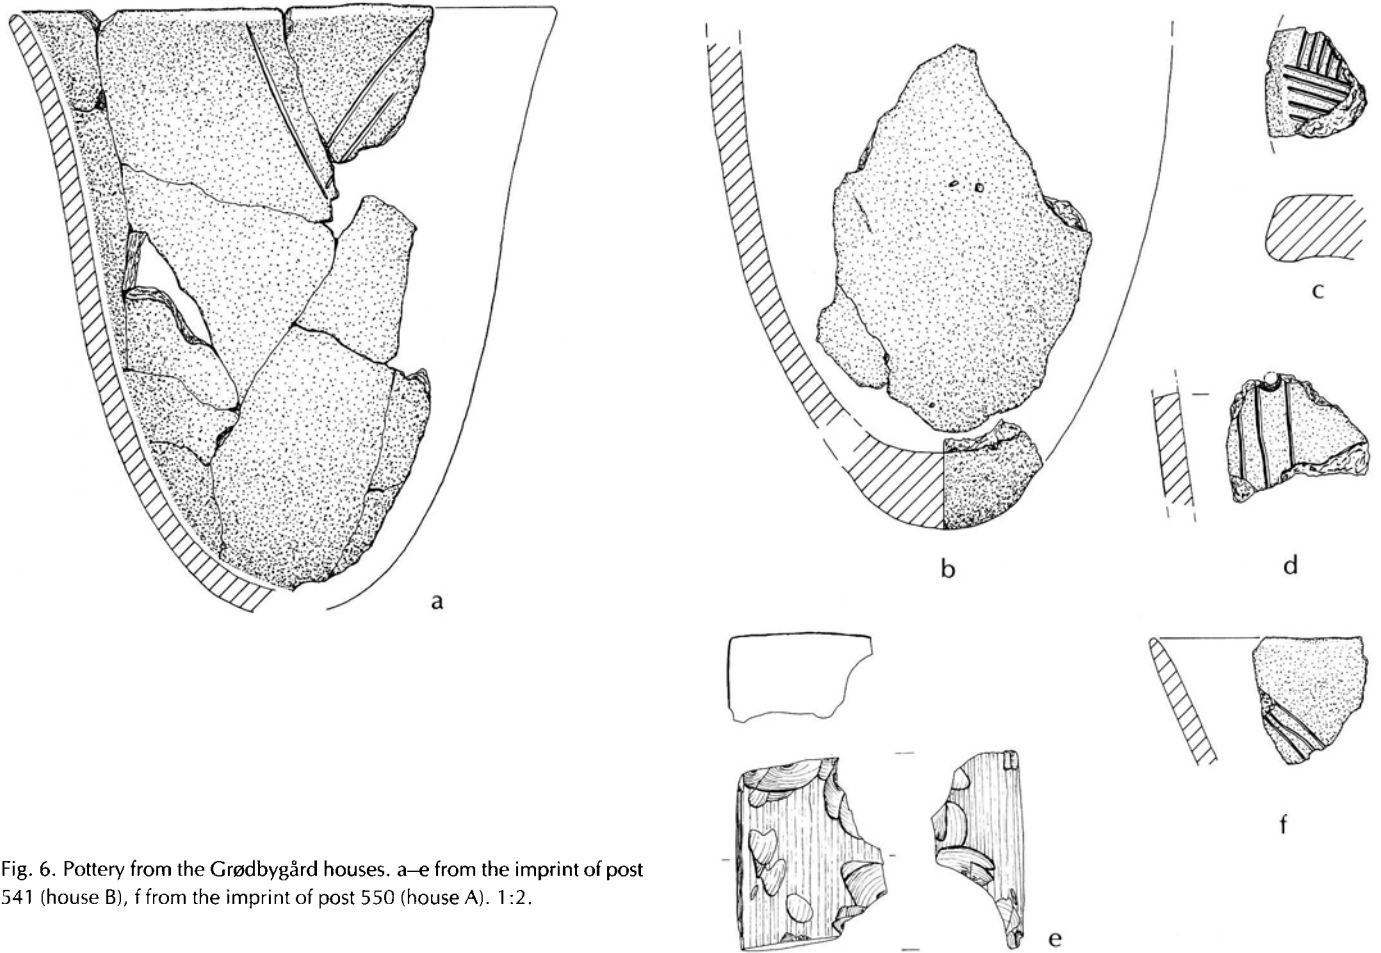 a
b
c
d
e
f
Fig. 6. Pottery from the Grødbygård houses. a–e from the imprint of post
541 (house B), f from the imprint of post 550 (house A). 1:2.